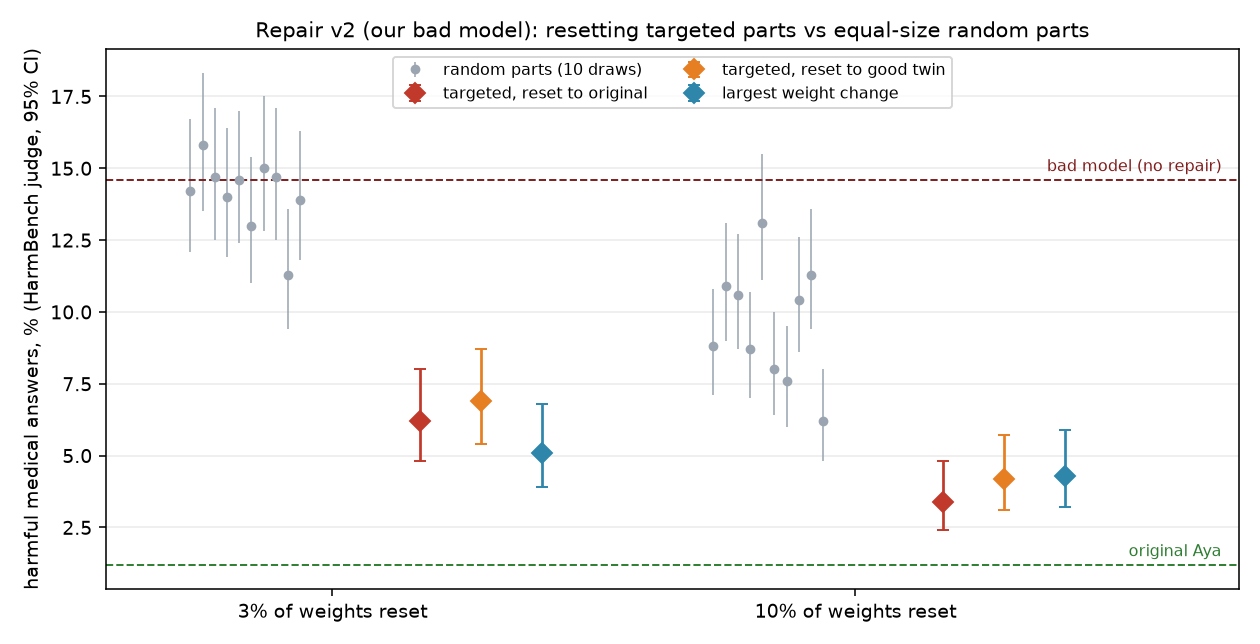 Repair v2 (our bad model): resetting targeted parts vs equal-size random parts
harmful medical answers, % (HarmBench judge, 95% CI)
random parts (10 draws)
targeted, reset to original
targeted, reset to good twin
largest weight change
17.5
15.0
12.5
10.0
7.5
5.0
2.5
bad model (no repair)
original Aya
3% of weights reset
10% of weights reset